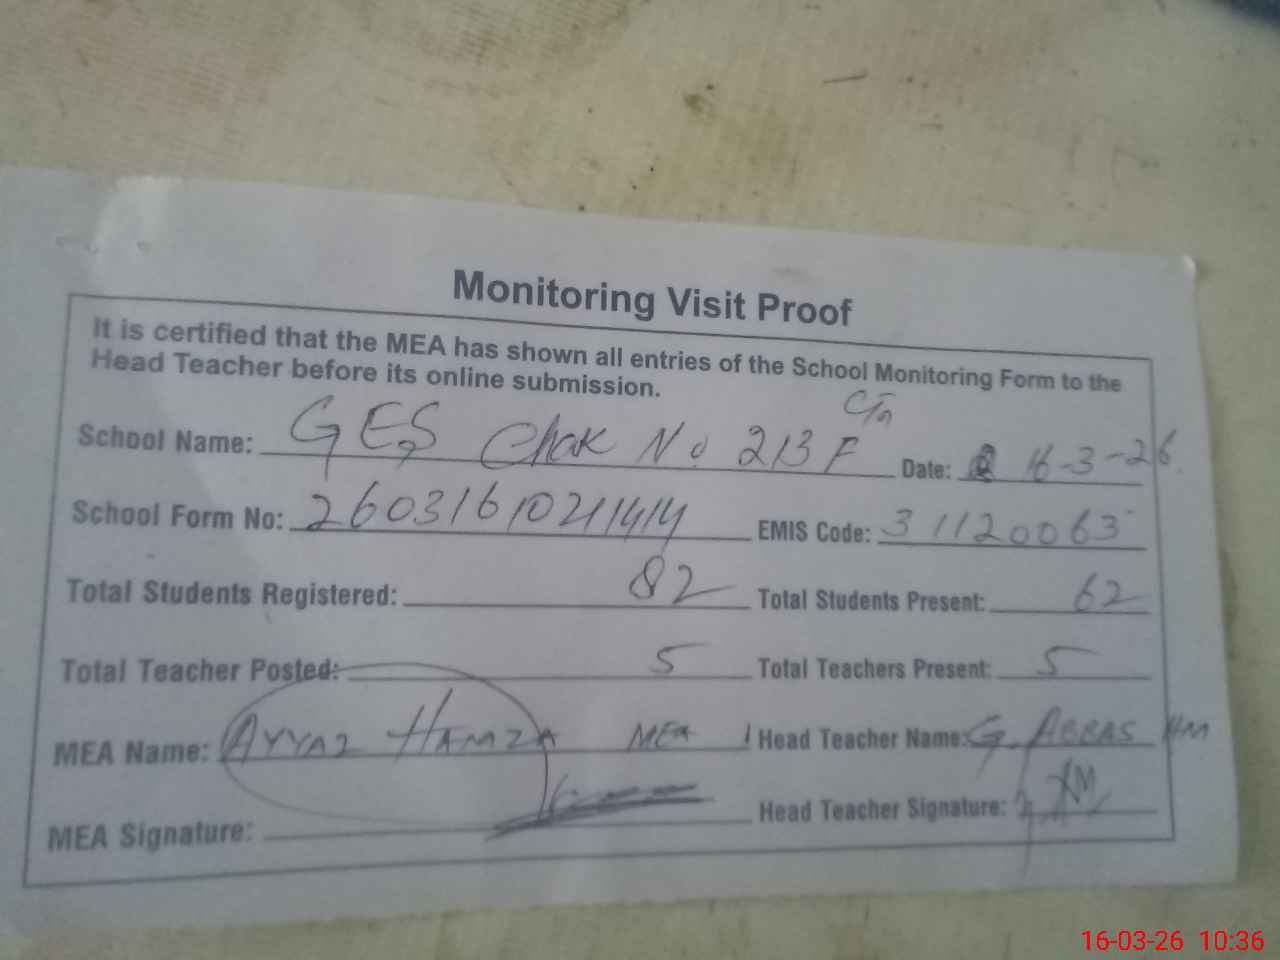 Monitoring Visit Proof
It is certified that the MEA has shown all entries of the School Monitoring Form to the
Head Teacher before its online submission.
School Name: GES Chak No 213 F Date: 16-3-26
School Form No: 26031610211414 EMIS Code: 31120063
Total Students Registered: 82 Total Students Present: 62
Total Teacher Posted: 5 Total Teachers Present: 5
MEA Name: AYYAZ HAMZA MEA Head Teacher Name: G. ABBAS HM
MEA Signature: Head Teacher Signature:
16-03-26 10:36